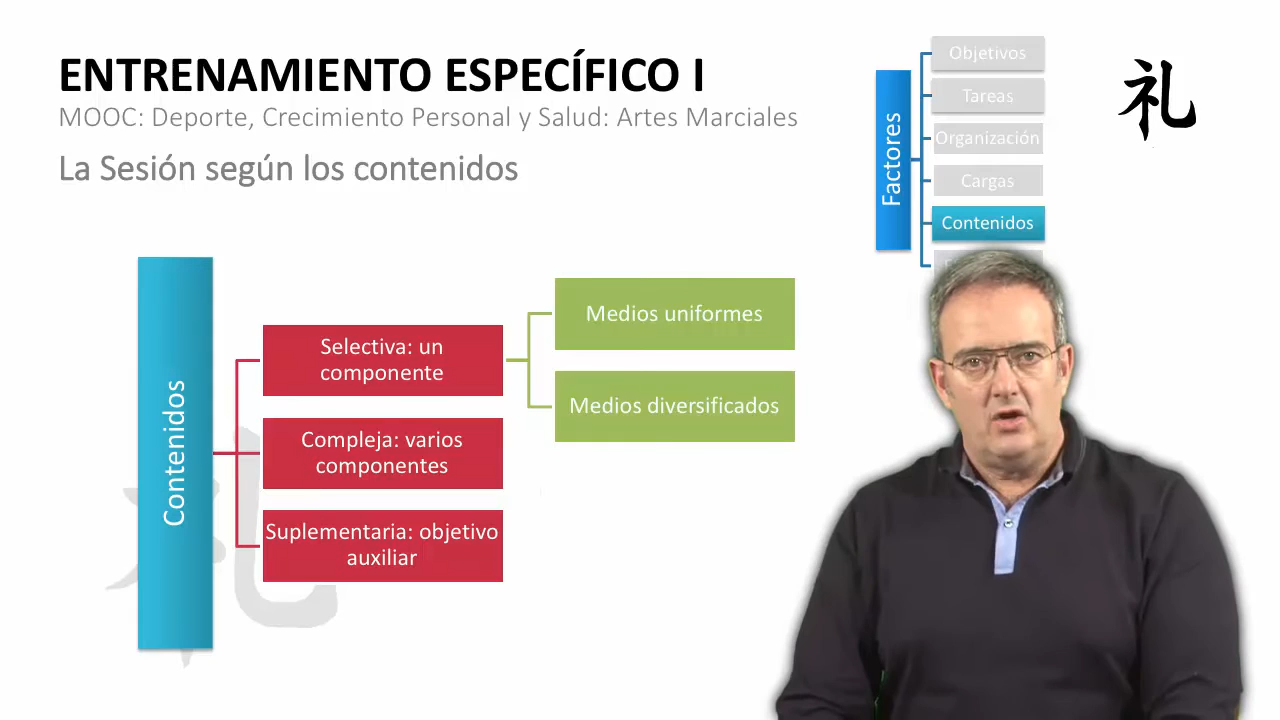 ENTRENAMIENTO ESPECÍFICO I
MOOC: Deporte, Crecimiento Personal y Salud: Artes Marciales
La Sesión según los contenidos
Factores
Objetivos
Tareas
Organización
Cargas
Contenidos
礼
Contenidos
Selectiva: un
componente
Compleja: varios
componentes
Suplementaria: objetivo
auxiliar
Medios uniformes
Medios diversificados
礼